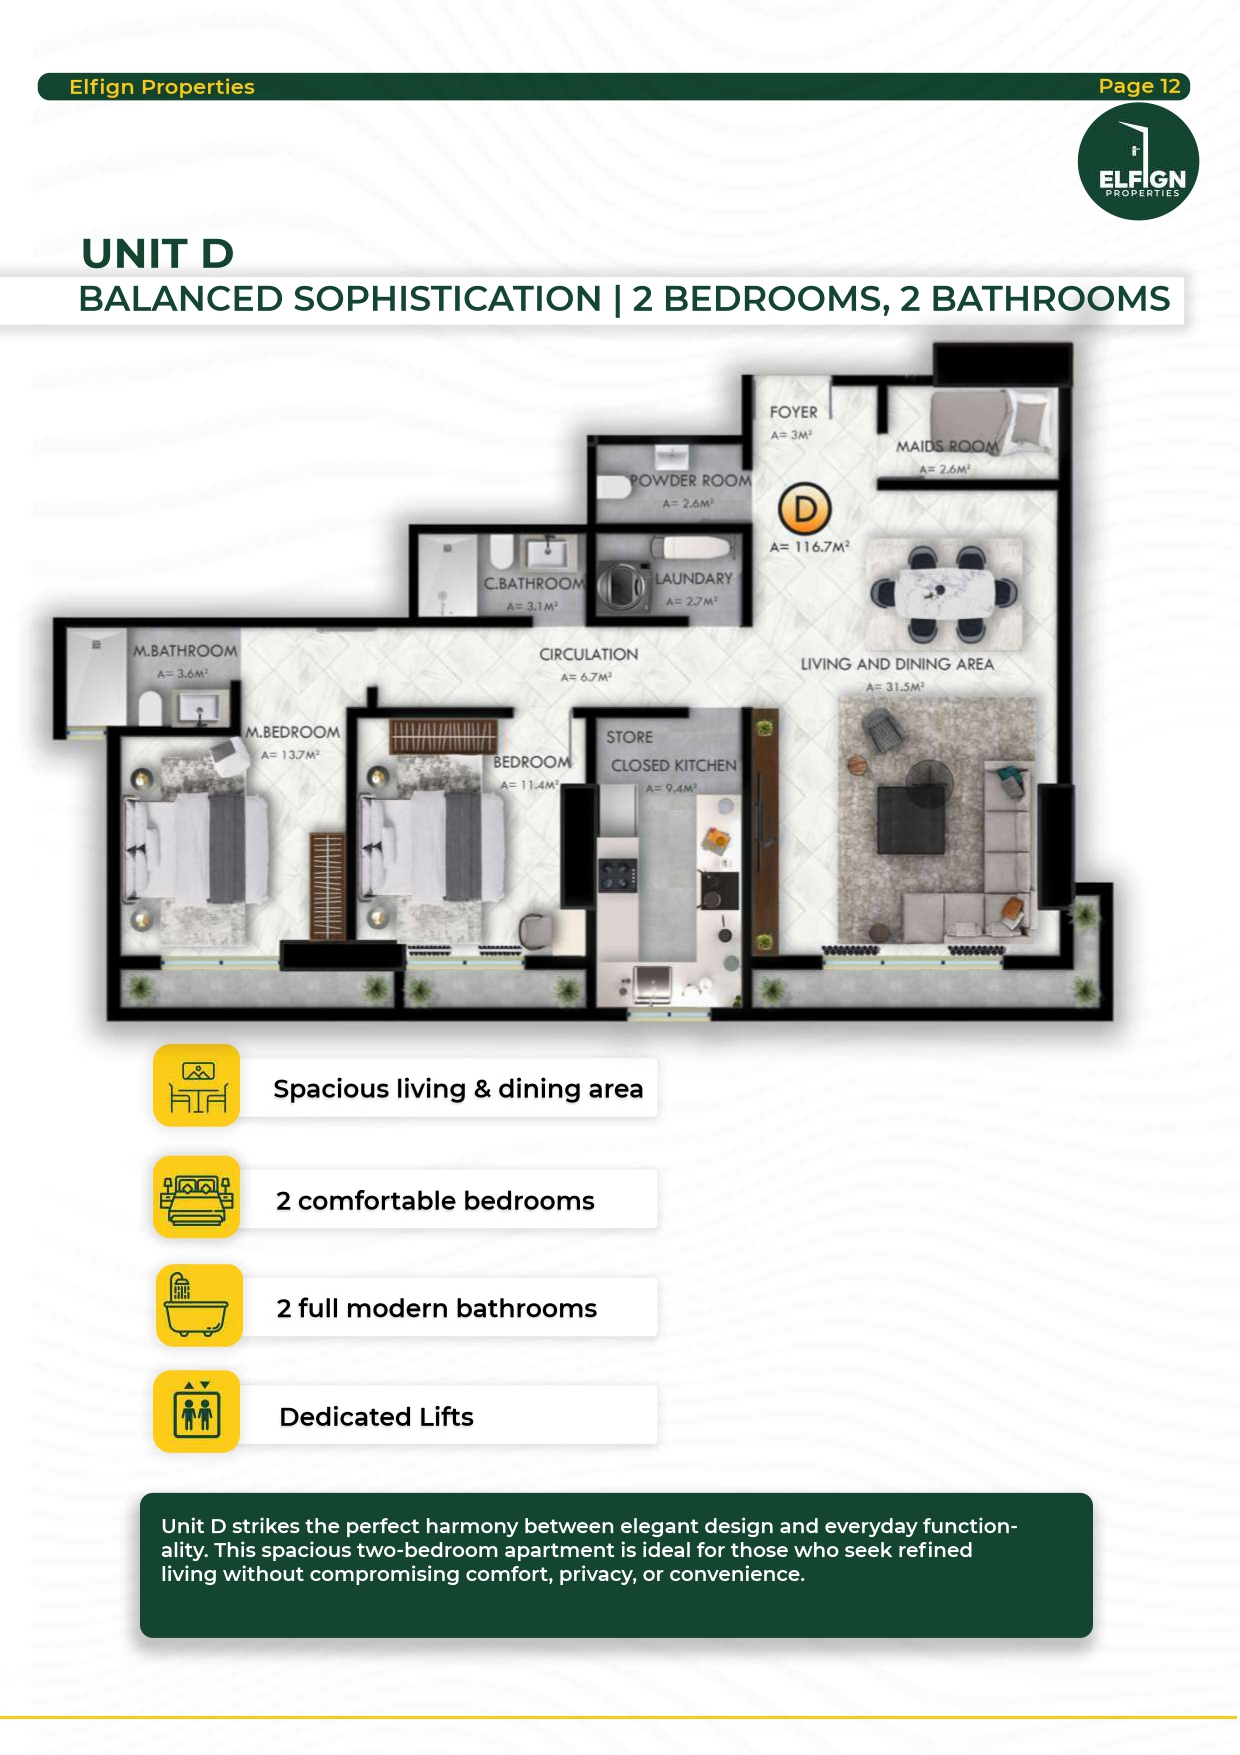 Elfign Properties
Page 12
ELFIGN
PROPERTIES
UNIT D
BALANCED SOPHISTICATION | 2 BEDROOMS, 2 BATHROOMS
FOYER
A= 3M²
MAIDS ROOM
A= 2.6M²
POWDER ROOM
A= 2.6M²
D
A= 116.7M²
C.BATHROOM
A= 3.1M²
LAUNDARY
A= 2.7M²
M.BATHROOM
A= 3.6M²
CIRCULATION
A= 6.7M²
LIVING AND DINING AREA
A= 31.5M²
M.BEDROOM
A= 13.7M²
BEDROOM
A= 11.4M²
STORE
CLOSED KITCHEN
A= 9.4M²
Spacious living & dining area
2 comfortable bedrooms
2 full modern bathrooms
Dedicated Lifts
Unit D strikes the perfect harmony between elegant design and everyday function-
ality. This spacious two-bedroom apartment is ideal for those who seek refined
living without compromising comfort, privacy, or convenience.